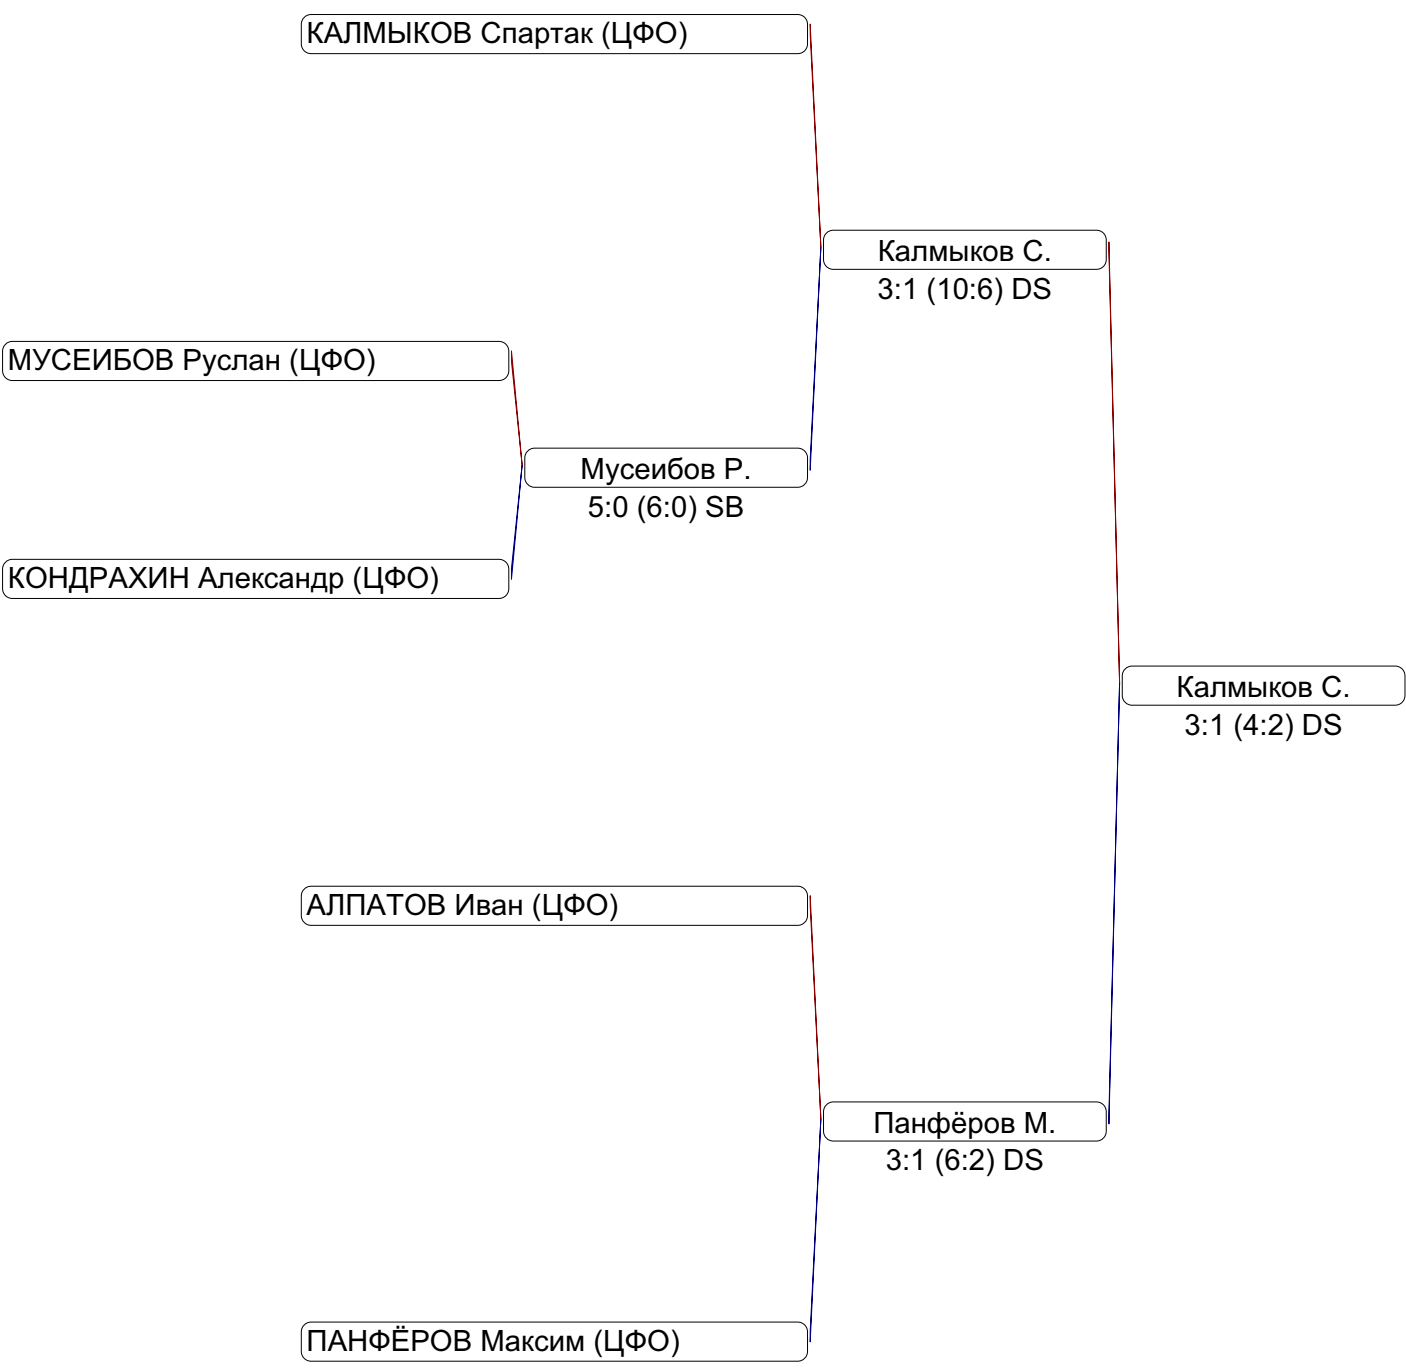 КАЛМЫКОВ Спартак (ЦФО)
Калмыков С.
3:1 (10:6) DS
МУСЕИБОВ Руслан (ЦФО)
Мусеибов Р.
5:0 (6:0) SB
КОНДРАХИН Александр (ЦФО)
Калмыков С.
3:1 (4:2) DS
АЛПАТОВ Иван (ЦФО)
Панфёров М.
3:1 (6:2) DS
ПАНФЁРОВ Максим (ЦФО)